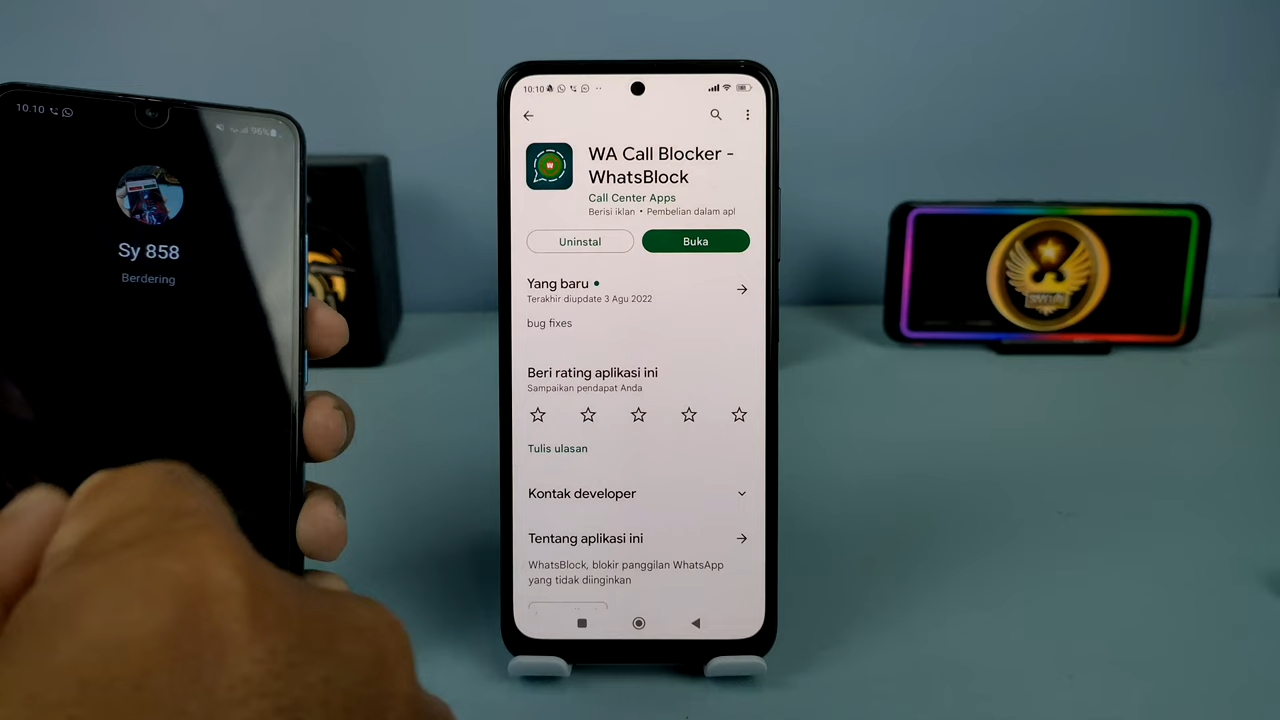 10.10
96%
Sy 858
Berdering
10:10
WA Call Blocker -
WhatsBlock
Call Center Apps
Berisi iklan • Pembelian dalam apl
Uninstal
Buka
Yang baru •
Terakhir diupdate 3 Agu 2022
bug fixes
Beri rating aplikasi ini
Sampaikan pendapat Anda
Tulis ulasan
Kontak developer
Tentang aplikasi ini
WhatsBlock, blokir panggilan WhatsApp
yang tidak diinginkan